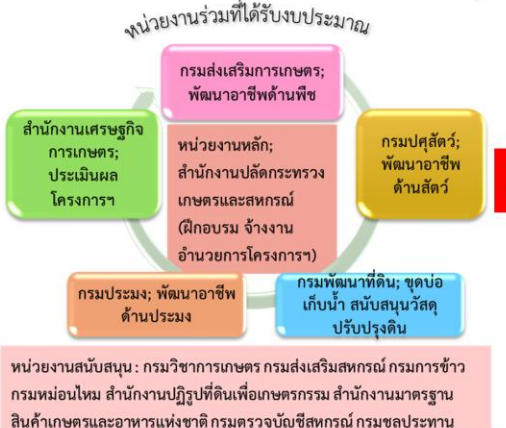 หน่วยงานร่วมที่ได้รับงบประมาณ
กรมส่งเสริมการเกษตร;
พัฒนาอาชีพด้านพืช
สำนักงานเศรษฐกิจ
การเกษตร;
ประเมินผล
โครงการฯ
หน่วยงานหลัก;
สำนักงานปลัดกระทรวง
เกษตรและสหกรณ์
(ฝึกอบรม จ้างงาน
อำนวยการโครงการฯ)
กรมปศุสัตว์;
พัฒนาอาชีพ
ด้านสัตว์
กรมประมง; พัฒนาอาชีพ
ด้านประมง
กรมพัฒนาที่ดิน; ขุดบ่อ
เก็บน้ำ สนับสนุนวัสดุ
ปรับปรุงดิน
หน่วยงานสนับสนุน : กรมวิชาการเกษตร กรมส่งเสริมสหกรณ์ กรมการข้าว
กรมหม่อนไหม สำนักงานปฏิรูปที่ดินเพื่อเกษตรกรรม สำนักงานมาตรฐาน
สินค้าเกษตรและอาหารแห่งชาติ กรมตรวจบัญชีสหกรณ์ กรมชลประทาน